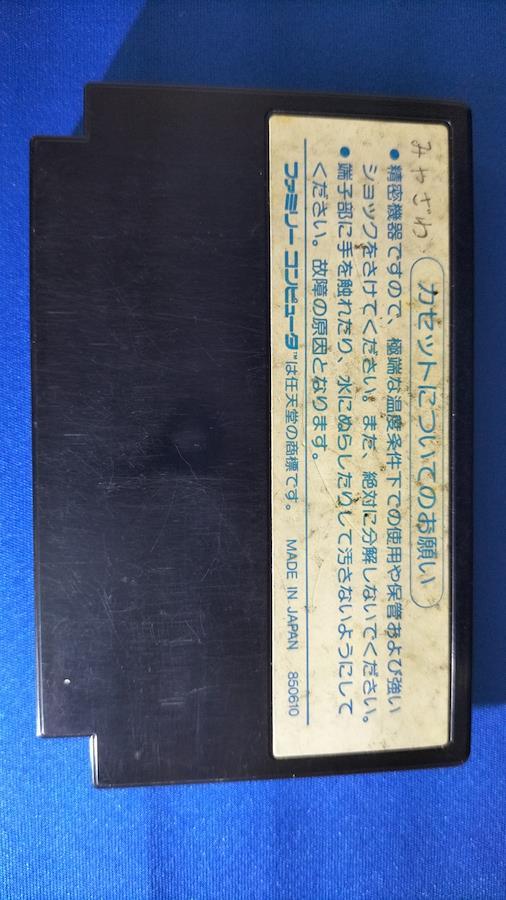 みやざわ
カセットについてのお願い
●精密機器ですので、極端な温度条件下での使用や保管および強い
ショックをさけてください。また、絶対に分解しないでください。
●端子部に手を触れたり、水にぬらしたりして汚さないようにして
ください。故障の原因となります。
ファミリーコンピュータ™は任天堂の商標です。 MADE IN JAPAN 850610